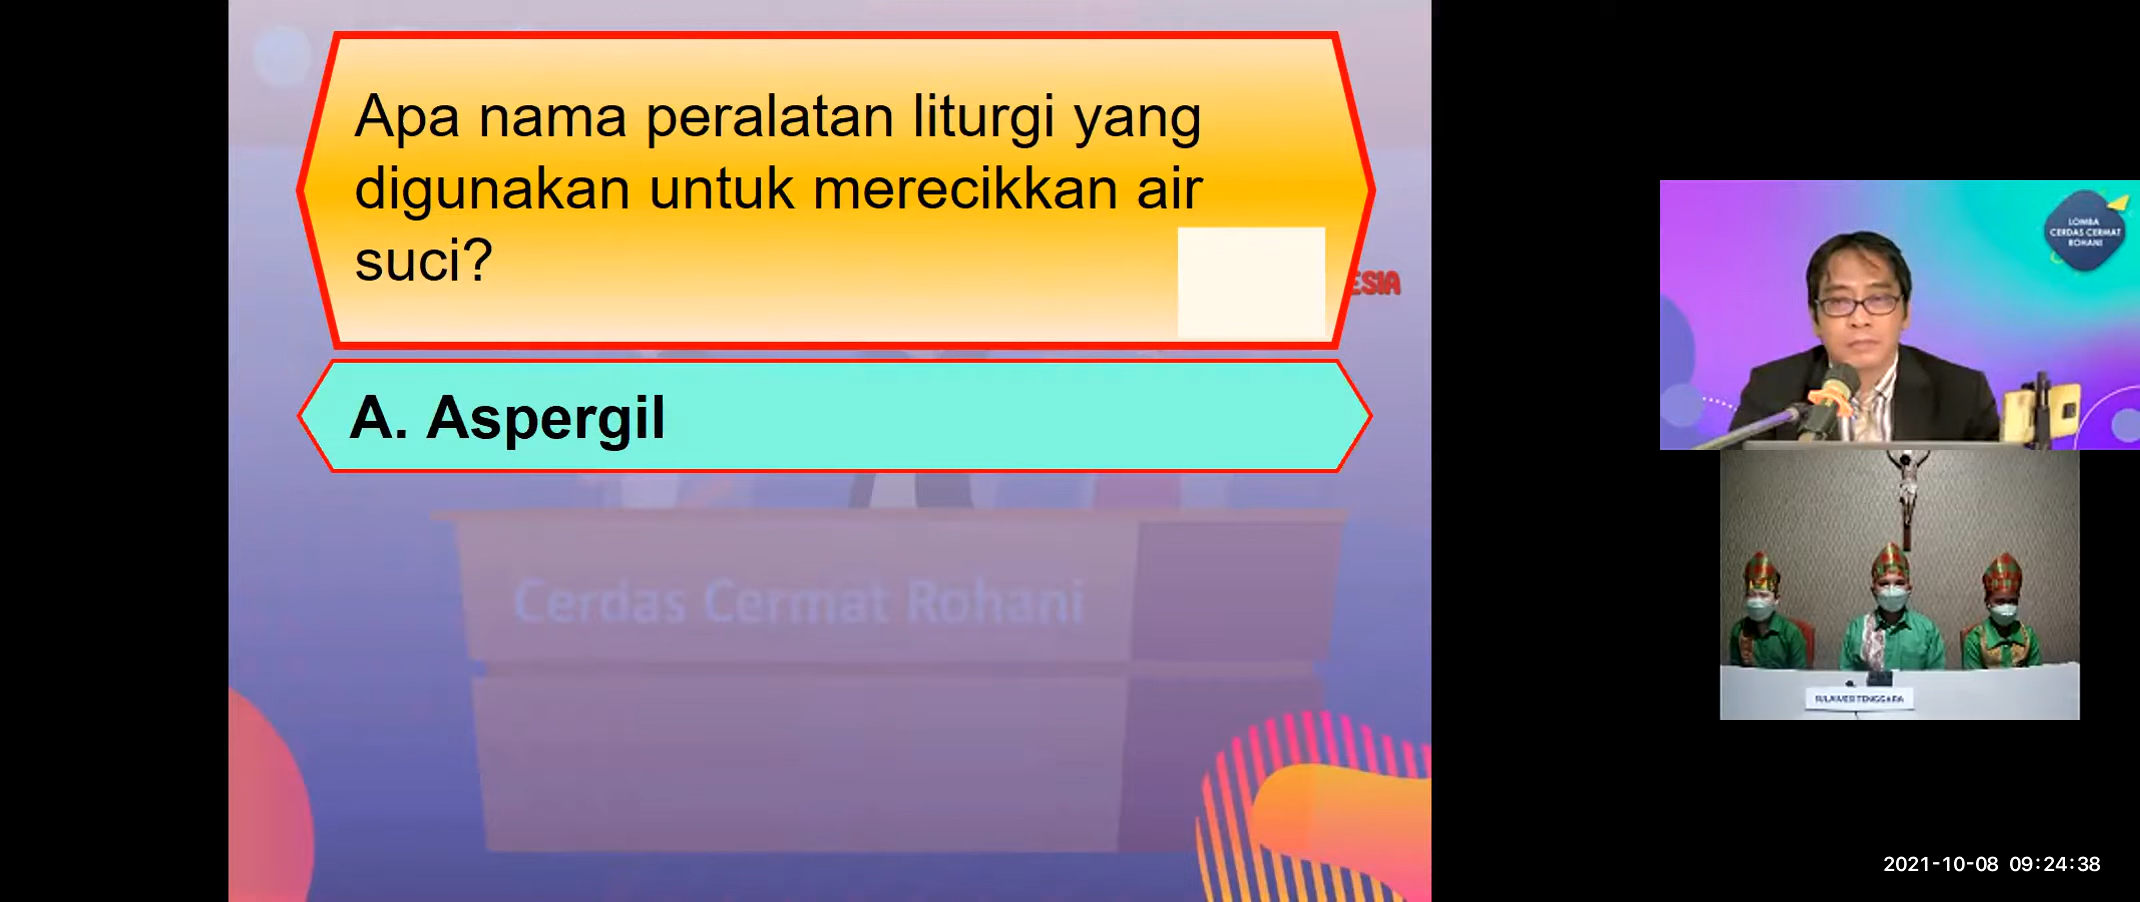 Apa nama peralatan liturgi yang
digunakan untuk merecikkan air
suci?
ESIA
A. Aspergil
Cerdas Cermat Rohani
LOMBA
CERDAS CERMAT
ROHANI
SULAWESI TENGGARA
2021-10-08 09:24:38